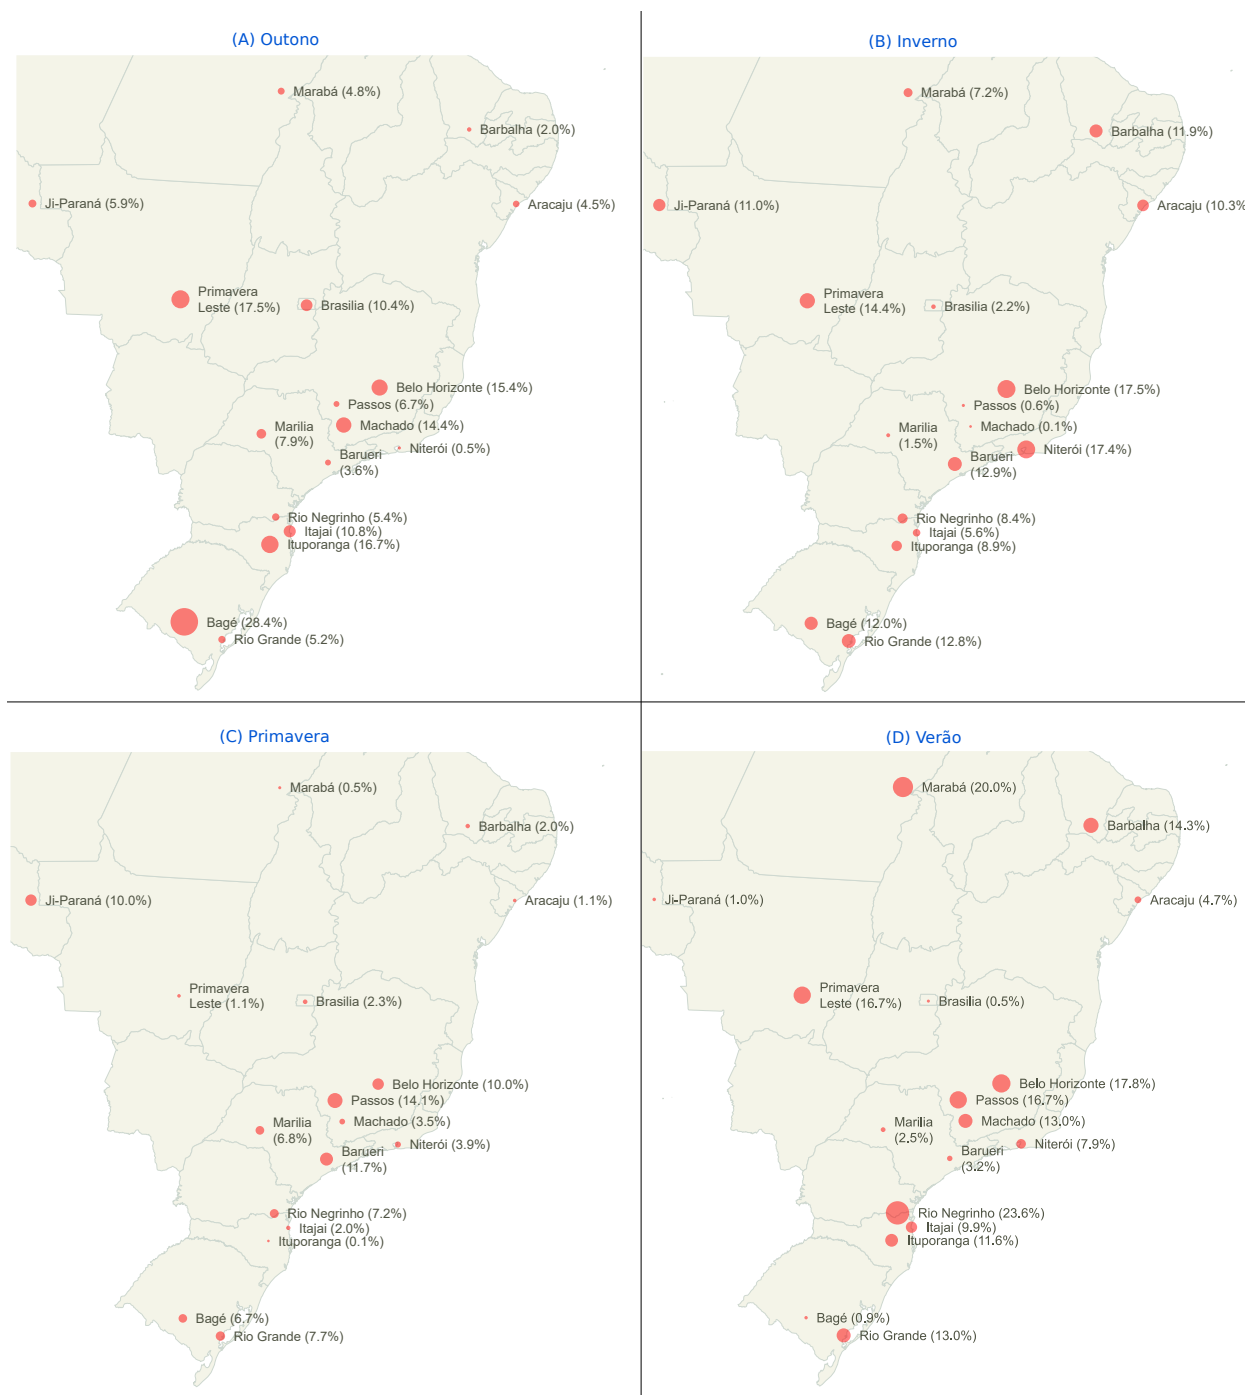 (A) Outono
Marabá (4.8%)
Barbalha (2.0%)
Ji-Paraná (5.9%)
Aracaju (4.5%)
Primavera
Leste (17.5%)
Brasilia (10.4%)
Belo Horizonte (15.4%)
Passos (6.7%)
Machado (14.4%)
Marilia
(7.9%)
Niterói (0.5%)
Barueri
(3.6%)
Rio Negrinho (5.4%)
Itajai (10.8%)
Ituporanga (16.7%)
Bagé (28.4%)
Rio Grande (5.2%)
(B) Inverno
Marabá (7.2%)
Barbalha (11.9%)
Ji-Paraná (11.0%)
Aracaju (10.3%
Primavera
Leste (14.4%)
Brasilia (2.2%)
Belo Horizonte (17.5%)
Passos (0.6%)
Machado (0.1%)
Marilia
(1.5%)
Niterói (17.4%)
Barueri
(12.9%)
Rio Negrinho (8.4%)
Itajai (5.6%)
Ituporanga (8.9%)
Bagé (12.0%)
Rio Grande (12.8%)
(C) Primavera
Marabá (0.5%)
Barbalha (2.0%)
Ji-Paraná (10.0%)
Aracaju (1.1%)
Primavera
Leste (1.1%)
Brasilia (2.3%)
Belo Horizonte (10.0%)
Passos (14.1%)
Machado (3.5%)
Marilia
(6.8%)
Niterói (3.9%)
Barueri
(11.7%)
Rio Negrinho (7.2%)
Itajai (2.0%)
Ituporanga (0.1%)
Bagé (6.7%)
Rio Grande (7.7%)
(D) Verão
Marabá (20.0%)
Barbalha (14.3%)
Ji-Paraná (1.0%)
Aracaju (4.7%)
Primavera
Leste (16.7%)
Brasilia (0.5%)
Belo Horizonte (17.8%)
Passos (16.7%)
Machado (13.0%)
Marilia
(2.5%)
Niterói (7.9%)
Barueri
(3.2%)
Rio Negrinho (23.6%)
Itajai (9.9%)
Ituporanga (11.6%)
Bagé (0.9%)
Rio Grande (13.0%)